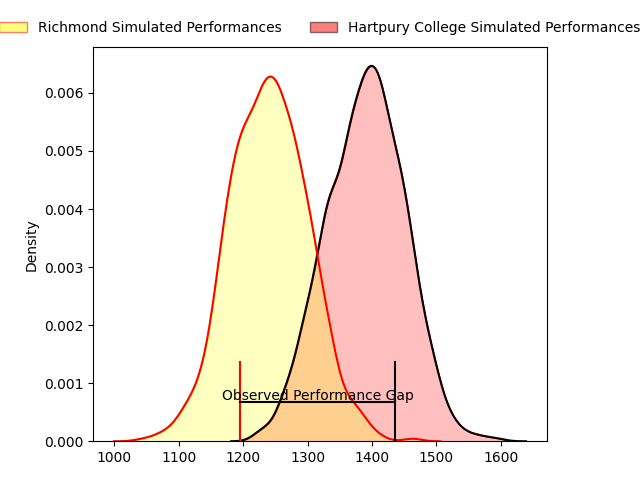 Richmond Simulated Performances
Hartpury College Simulated Performances
Density
0.006
0.005
0.004
0.003
0.002
0.001
0.000
Observed Performance Gap
1000 1100 1200 1300 1400 1500 1600